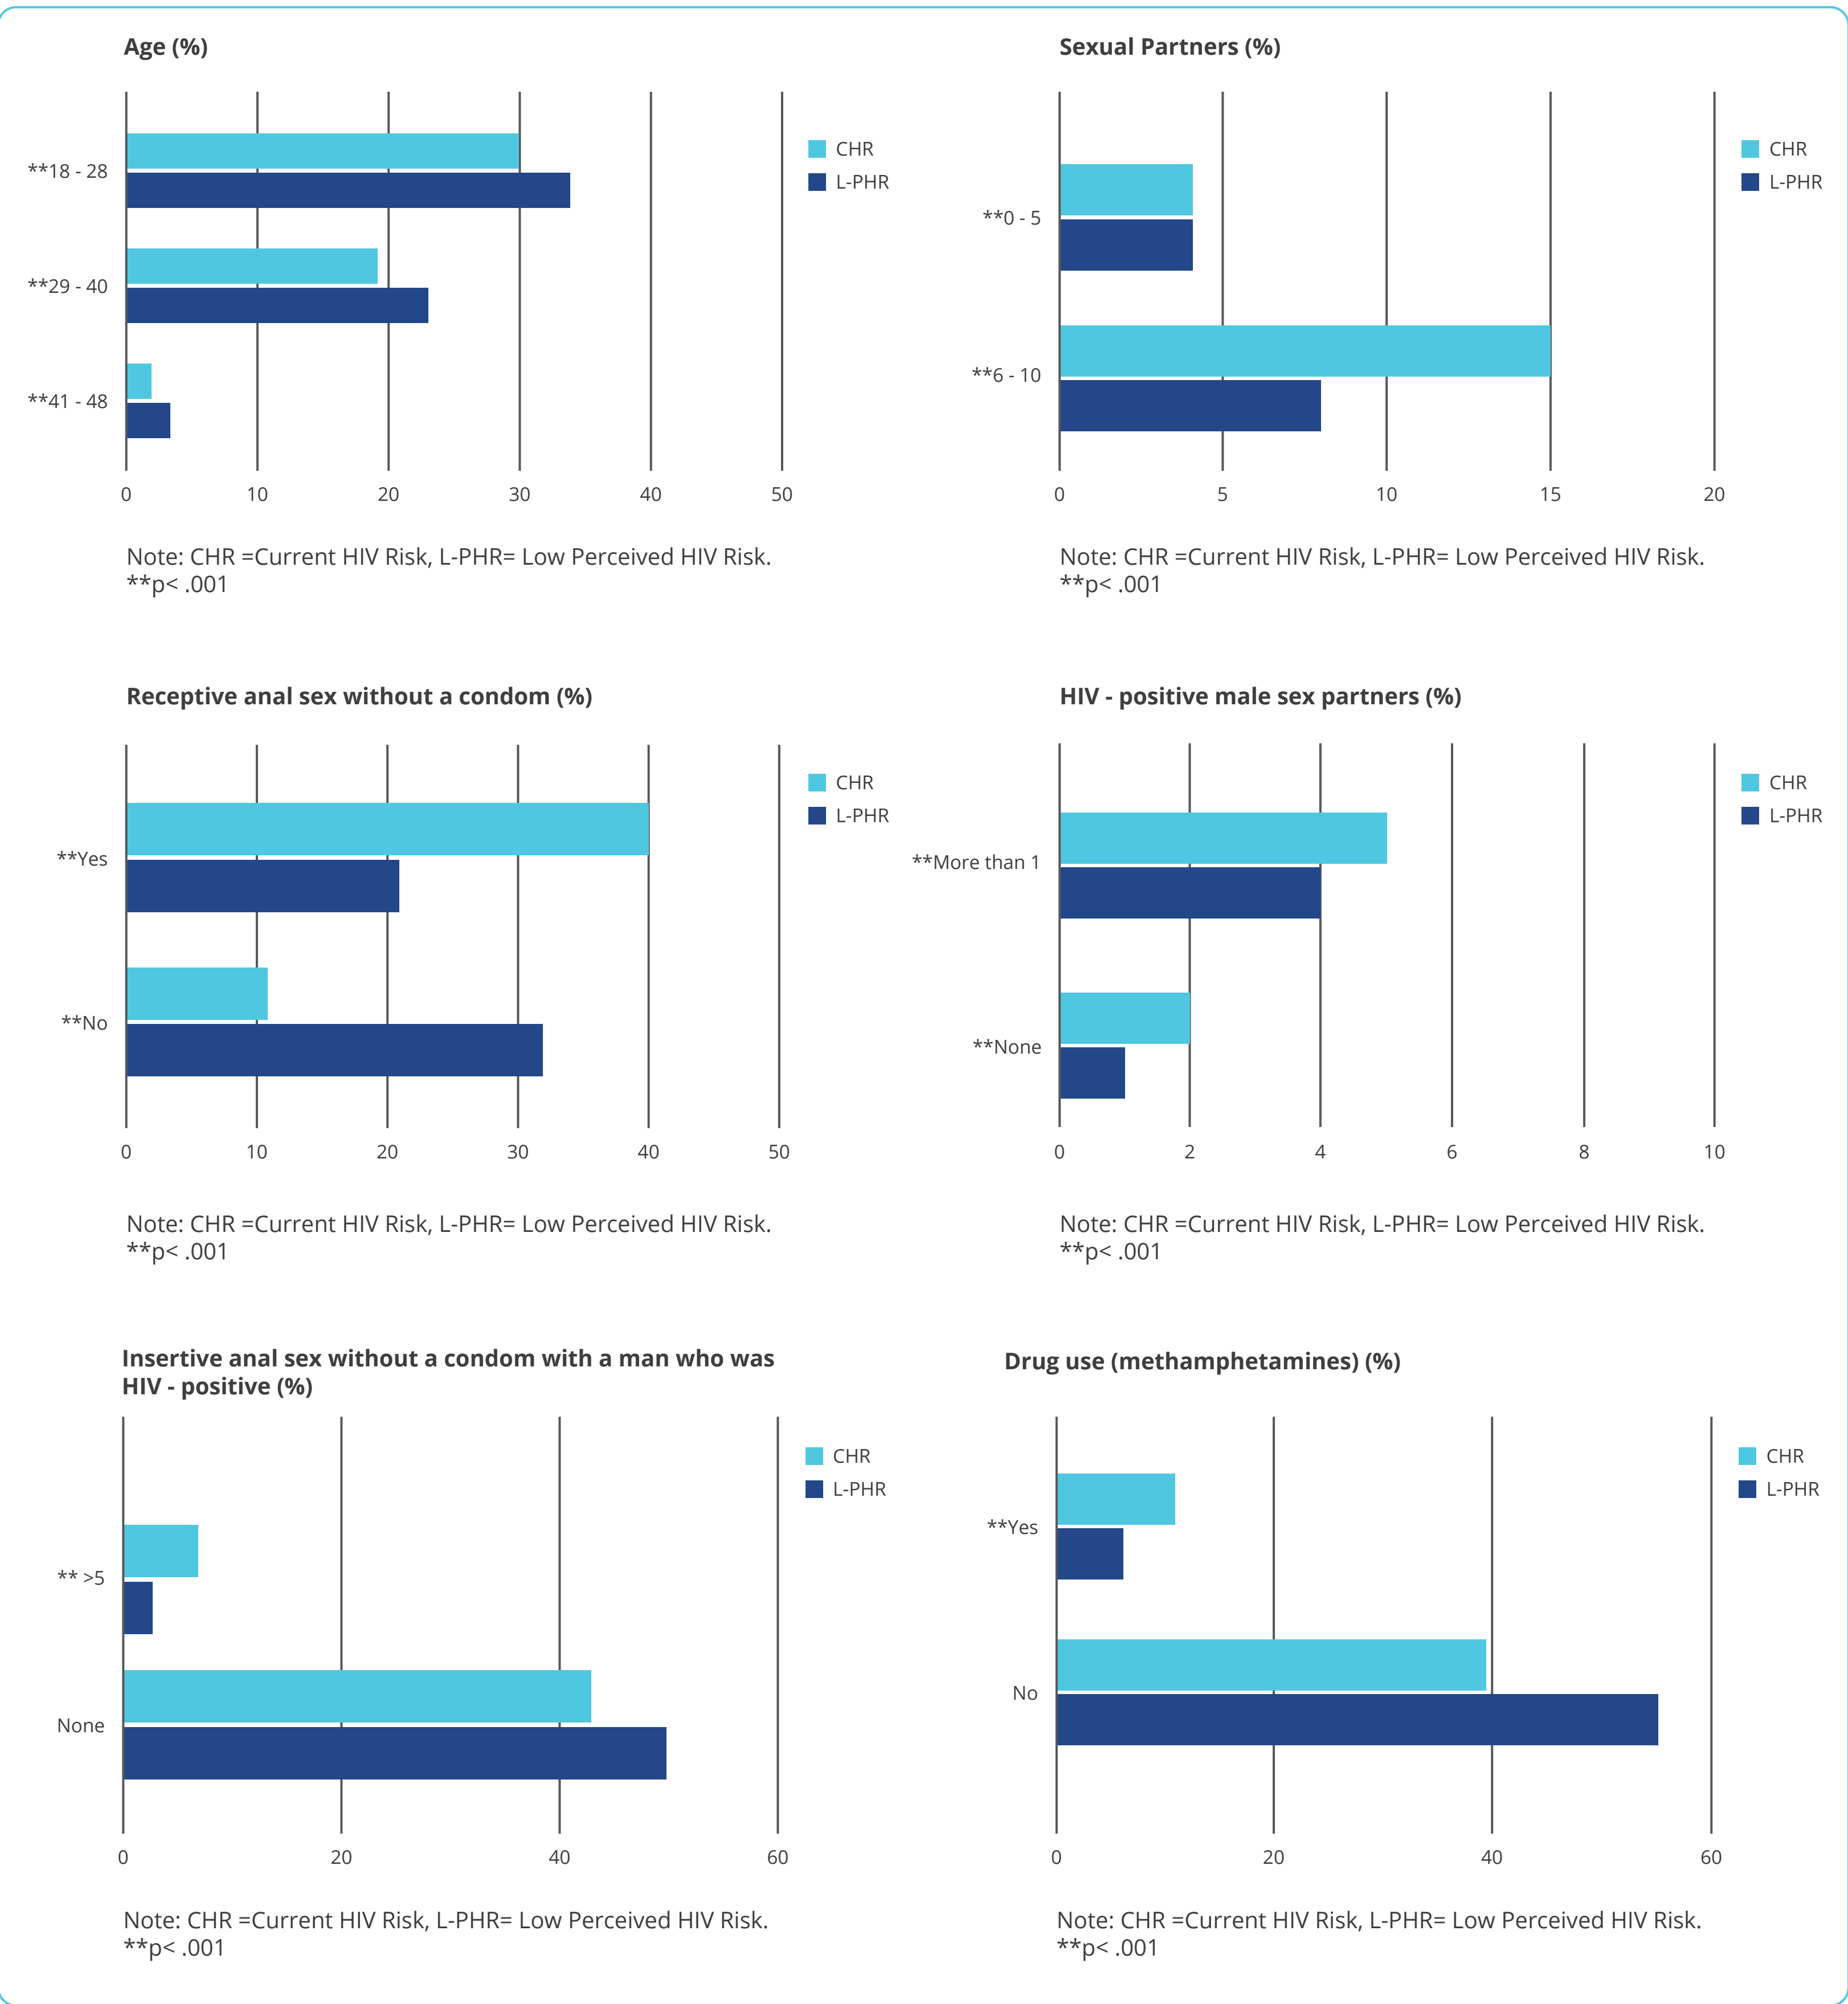 Age (%)
**18 - 28
**29 - 40
**41 - 48
0 10 20 30 40 50
CHR
L-PHR
Note: CHR =Current HIV Risk, L-PHR= Low Perceived HIV Risk.
**p< .001
Sexual Partners (%)
**0 - 5
**6 - 10
0 5 10 15 20
CHR
L-PHR
Note: CHR =Current HIV Risk, L-PHR= Low Perceived HIV Risk.
**p< .001
Receptive anal sex without a condom (%)
**Yes
**No
0 10 20 30 40 50
CHR
L-PHR
Note: CHR =Current HIV Risk, L-PHR= Low Perceived HIV Risk.
**p< .001
HIV - positive male sex partners (%)
**More than 1
**None
0 2 4 6 8 10
CHR
L-PHR
Note: CHR =Current HIV Risk, L-PHR= Low Perceived HIV Risk.
**p< .001
Insertive anal sex without a condom with a man who was
HIV - positive (%)
** >5
None
0 20 40 60
CHR
L-PHR
Note: CHR =Current HIV Risk, L-PHR= Low Perceived HIV Risk.
**p< .001
Drug use (methamphetamines) (%)
**Yes
No
0 20 40 60
CHR
L-PHR
Note: CHR =Current HIV Risk, L-PHR= Low Perceived HIV Risk.
**p< .001